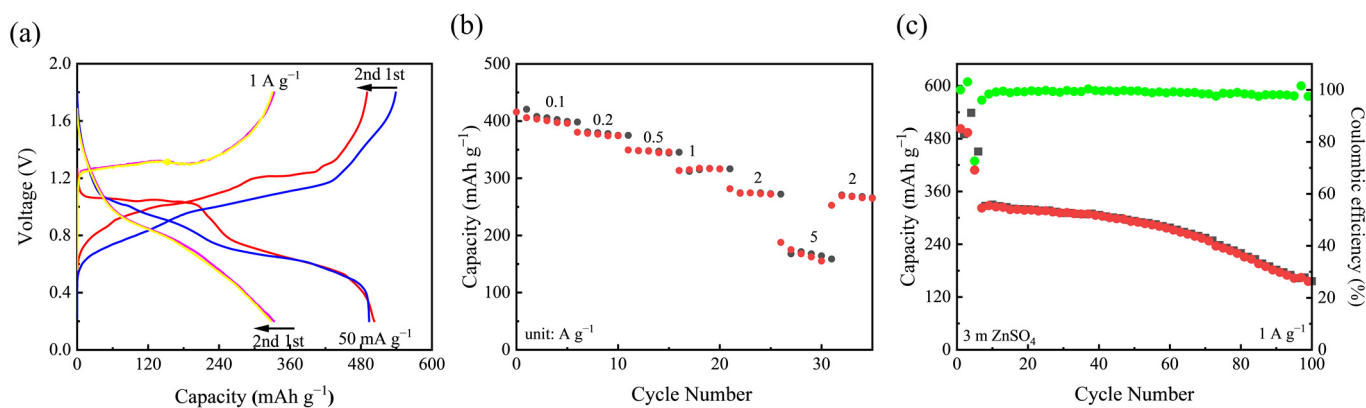 (a)
2.0
1.6
1.2
0.8
0.4
0.0
Voltage (V)
0
120
240
360
480
600
Capacity (mAh g⁻¹)
1 A g⁻¹
2nd 1st
2nd 1st
50 mA g⁻¹
(b)
500
400
300
200
100
0
Capacity (mAh g⁻¹)
0
10
20
30
Cycle Number
0.1
0.2
0.5
1
2
5
2
unit: A g⁻¹
(c)
600
480
360
240
120
0
Capacity (mAh g⁻¹)
0
20
40
60
80
100
Cycle Number
100
80
60
40
20
0
Coulombic efficiency (%)
3 m ZnSO₄
1 A g⁻¹